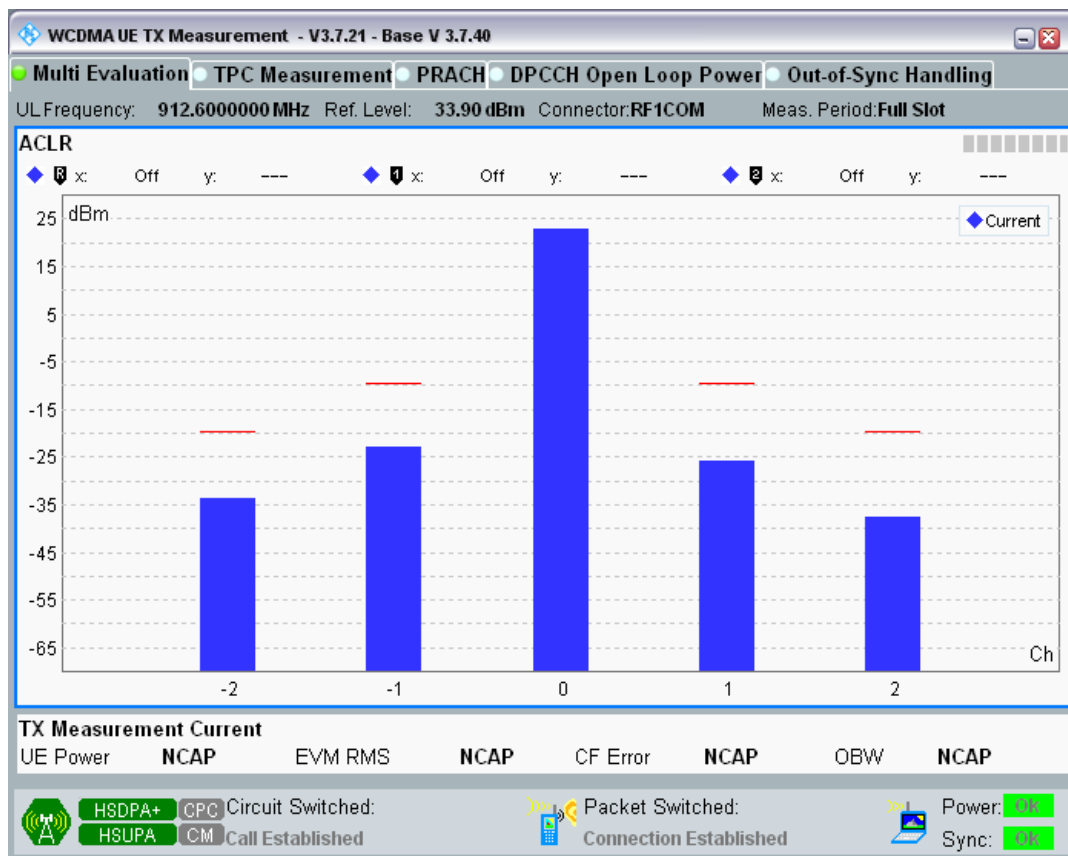 WCDMA UE TX Measurement - V3.7.21 - Base V 3.7.40
Multi Evaluation TPC Measurement PRACH DPCCH Open Loop Power Out-of-Sync Handling
UL Frequency: 912.6000000 MHz Ref. Level: 33.90 dBm Connector:RF1COM Meas. Period:Full Slot
ACLR
R x: Off y: --- 1 x: Off y: --- 2 x: Off y: ---
dBm
Current
25
15
5
-5
-15
-25
-35
-45
-55
-65
Ch
-2 -1 0 1 2
TX Measurement Current
UE Power NCAP EVM RMS NCAP CF Error NCAP OBW NCAP
HSDPA+ CPC Circuit Switched: Packet Switched: Power: OK
HSUPA CM Call Established Connection Established Sync: OK